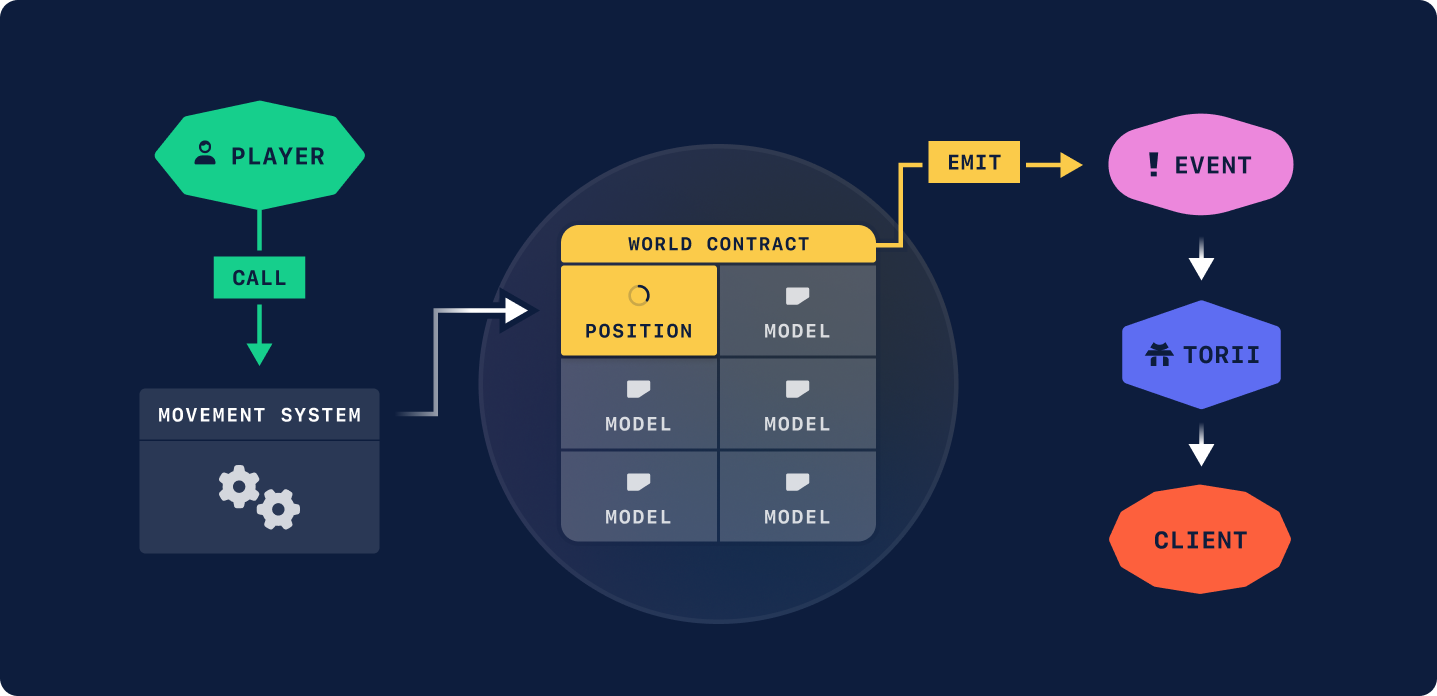 PLAYER
CALL
MOVEMENT SYSTEM
WORLD CONTRACT
POSITION
MODEL
MODEL
MODEL
MODEL
MODEL
EMIT
EVENT
TORII
CLIENT